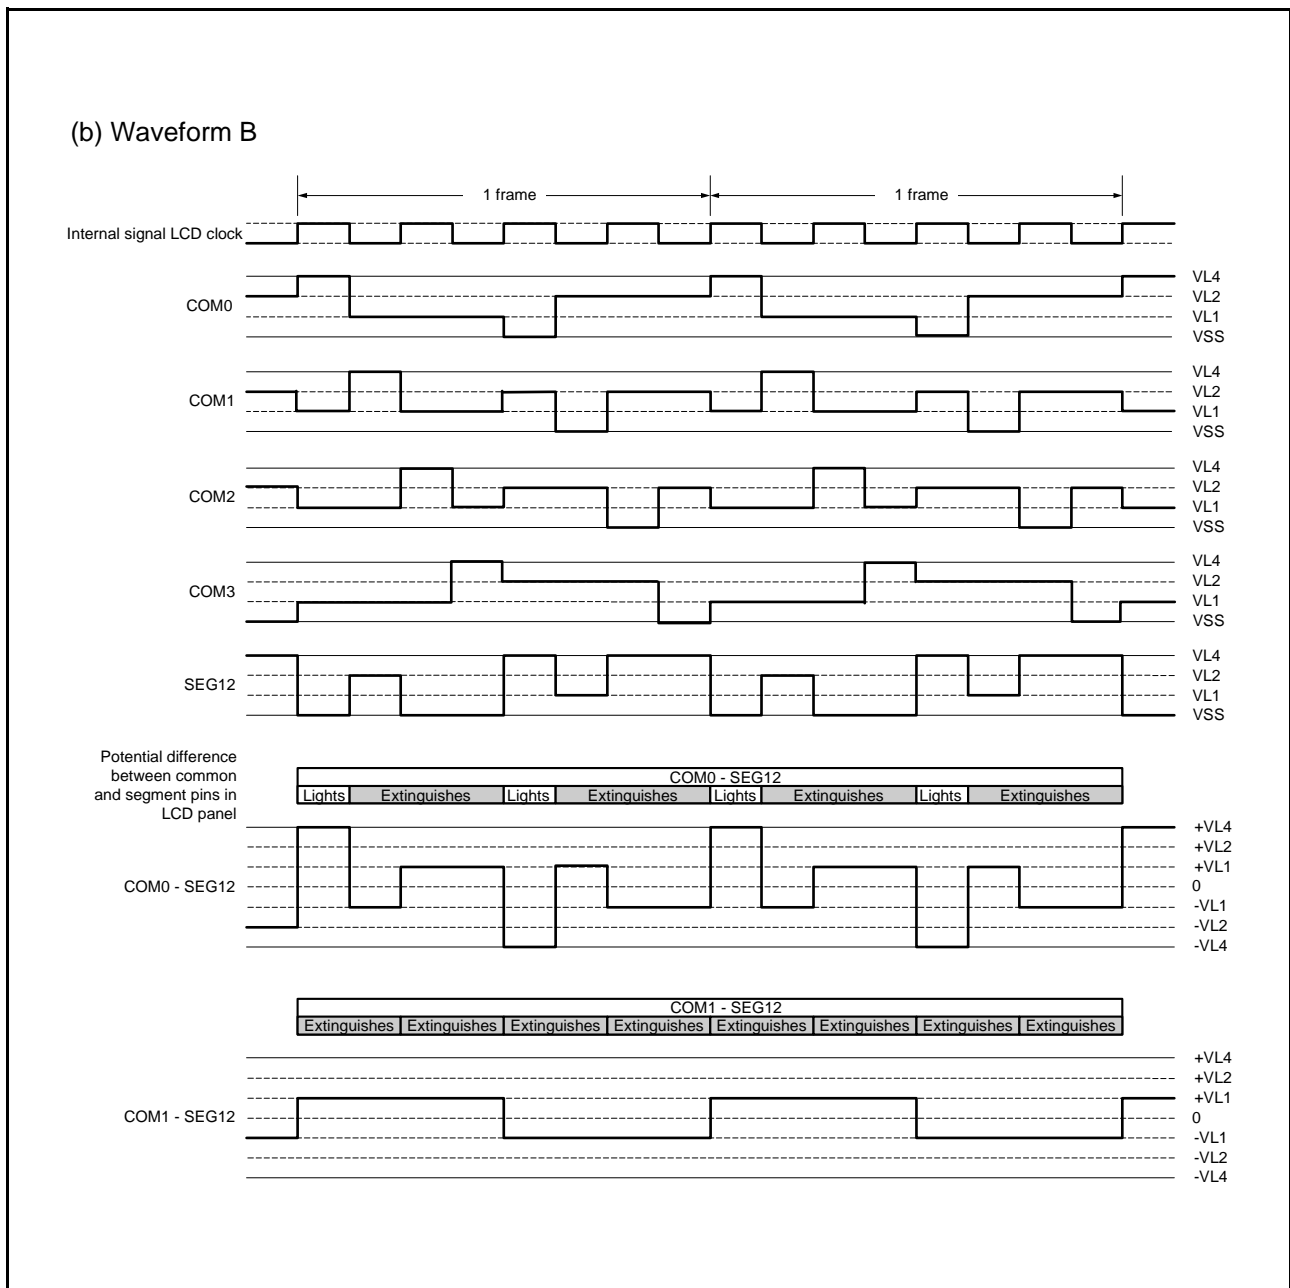 (b) Waveform B
1 frame 1 frame
Internal signal LCD clock
COM0
VL4
VL2
VL1
VSS
COM1
VL4
VL2
VL1
VSS
COM2
VL4
VL2
VL1
VSS
COM3
VL4
VL2
VL1
VSS
SEG12
VL4
VL2
VL1
VSS
Potential difference
between common
and segment pins in
LCD panel
COM0 - SEG12
Lights Extinguishes Lights Extinguishes Lights Extinguishes Lights Extinguishes
COM0 - SEG12
+VL4
+VL2
+VL1
0
-VL1
-VL2
-VL4
COM1 - SEG12
Extinguishes Extinguishes Extinguishes Extinguishes Extinguishes Extinguishes Extinguishes Extinguishes
COM1 - SEG12
+VL4
+VL2
+VL1
0
-VL1
-VL2
-VL4